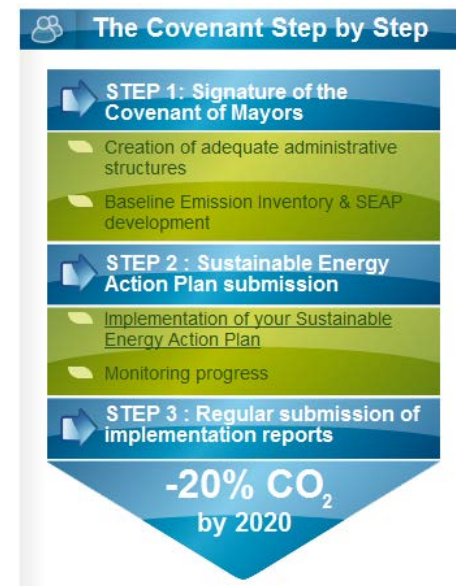 The Covenant Step by Step
STEP 1: Signature of the
Covenant of Mayors
Creation of adequate administrative
structures
Baseline Emission Inventory & SEAP
development
STEP 2 : Sustainable Energy
Action Plan submission
Implementation of your Sustainable
Energy Action Plan
Monitoring progress
STEP 3 : Regular submission of
implementation reports
-20% CO₂
by 2020